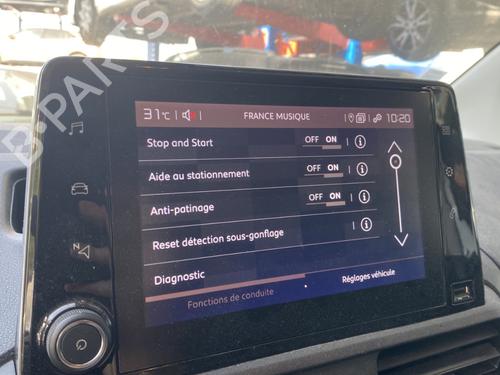 31°C FRANCE MUSIQUE 10:20
Stop and Start OFF ON
Aide au stationnement OFF ON
Anti-patinage OFF ON
Reset détection sous-gonflage
Diagnostic
Fonctions de conduite Réglages véhicule
N
B-PARTS